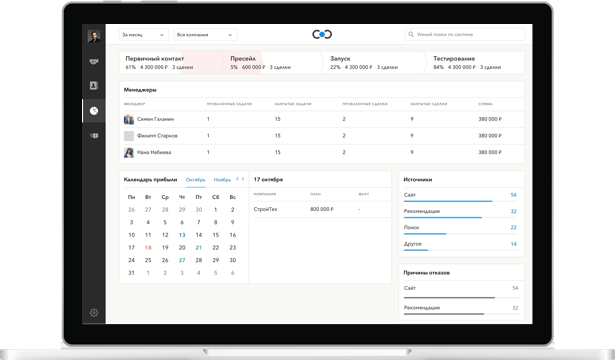 За месяц
Вся компания
Умный поиск по системе
Первичный контакт
61% 4 300 000 ₽ 3 сделки
Пресейл
5% 600 000 ₽ 3 сделки
Запуск
22% 4 300 000 ₽ 3 сделки
Тестирование
84% 4 300 000 ₽ 3 сделки
Менеджеры
МЕНЕДЖЕР ПРОВАЛЕННЫЕ ЗАДАЧИ ЗАКРЫТЫЕ ЗАДАЧИ ПРОВАЛЕННЫЕ СДЕЛКИ ЗАКРЫТЫЕ СДЕЛКИ СУММА
Семен Галанин 1 15 2 9 380 000 ₽
Филипп Старков 1 15 2 9 380 000 ₽
Нана Набиева 1 15 2 9 380 000 ₽
Календарь прибыли Октябрь Ноябрь
Пн Вт Ср Чт Пт Сб Вс
26 27 28 29 30 1 2
3 4 5 6 7 8 9
10 11 12 13 14 15 16
17 18 19 20 21 22 23
24 25 26 27 28 29 30
31 1 2 3 4 5 6
17 октября
КОМПАНИЯ ПЛАН ФАКТ
СтройТех 800 000 ₽ -
Источники
Сайт 54
Рекомендации 32
Поиск 22
Другое 14
Причины отказов
Сайт 54
Рекомендации 32